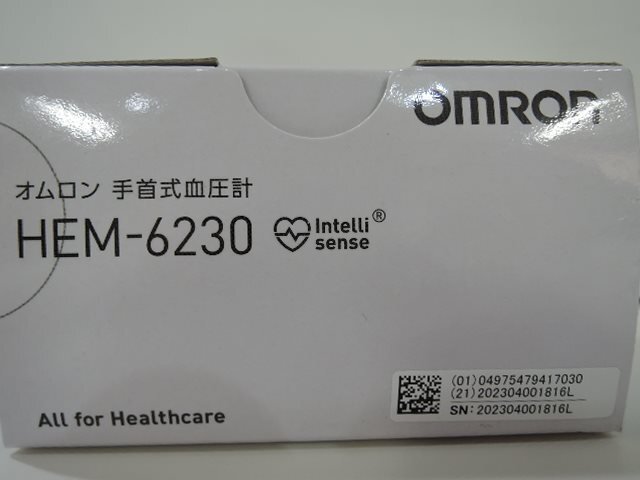 OMRON
オムロン 手首式血圧計
HEM-6230
Intelli®
sense
(01)04975479417030
(21)202304001816L
SN: 202304001816L
All for Healthcare